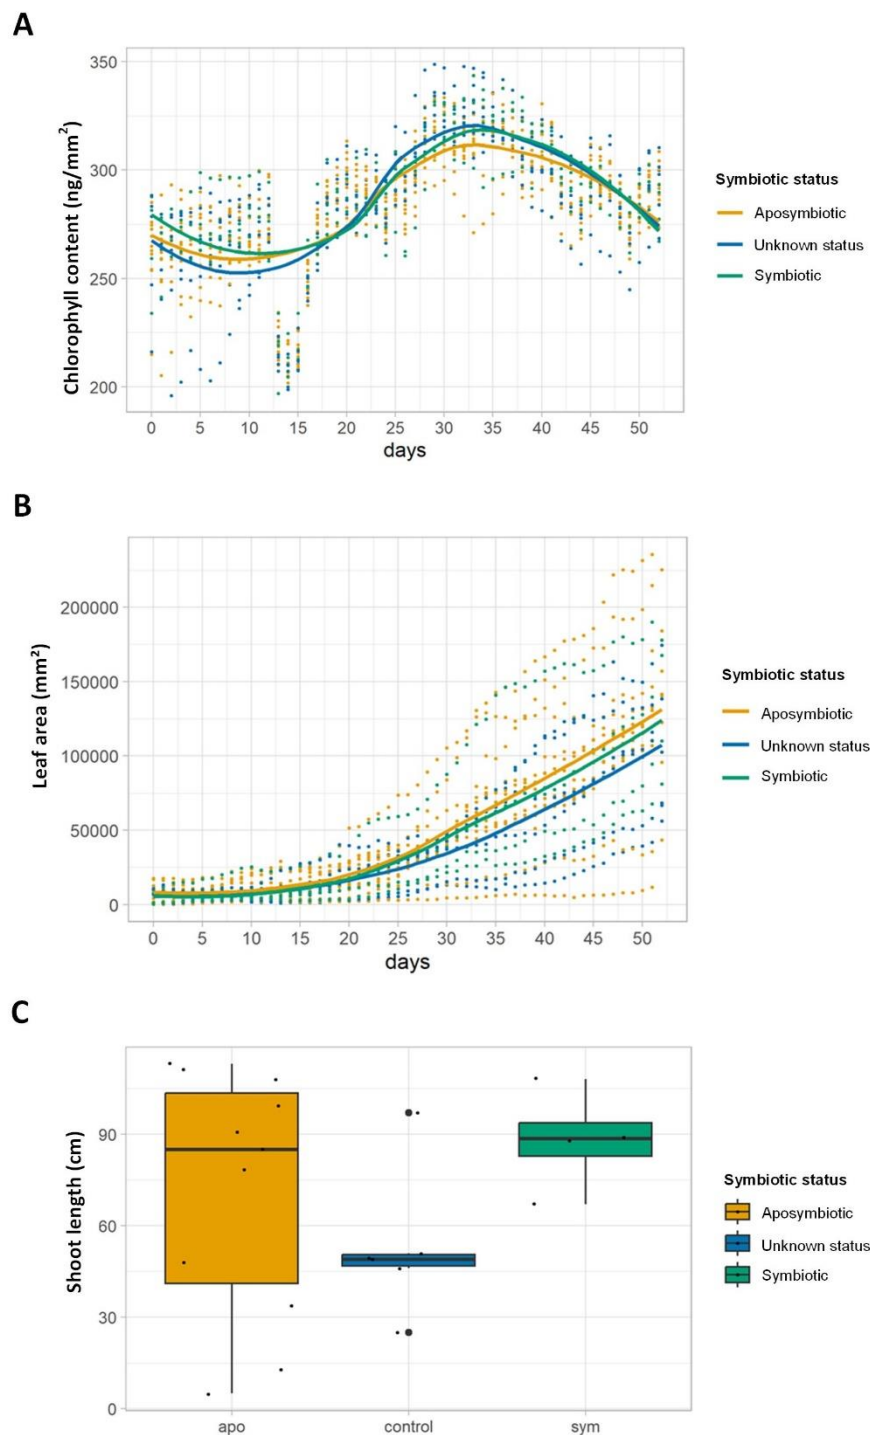 A
Chlorophyll content (ng/mm²)
350
300
250
200
0 5 10 15 20 25 30 35 40 45 50
days
Symbiotic status
Aposymbiotic
Unknown status
Symbiotic
B
Leaf area (mm²)
200000
150000
100000
50000
0
0 5 10 15 20 25 30 35 40 45 50
days
Symbiotic status
Aposymbiotic
Unknown status
Symbiotic
C
Shoot length (cm)
90
60
30
0
apo control sym
Symbiotic status
Aposymbiotic
Unknown status
Symbiotic